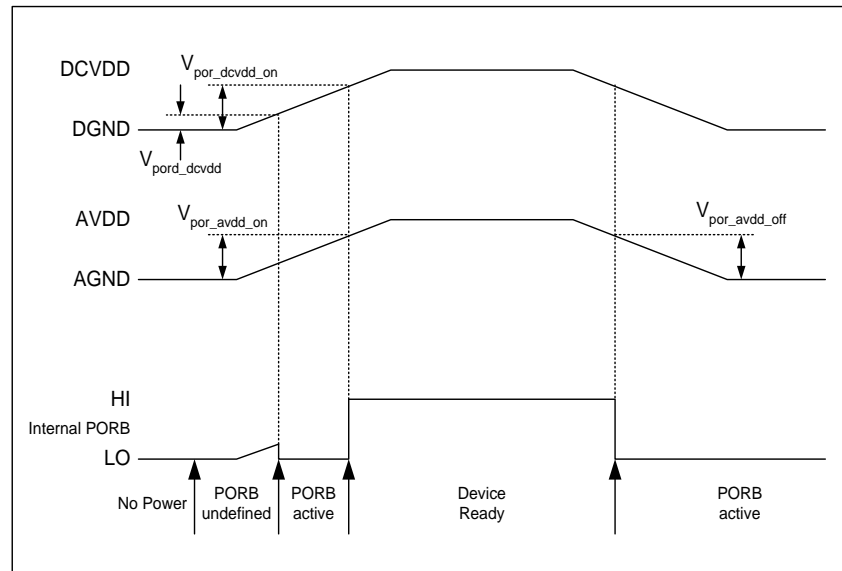 DCVDD
V_por_dcvdd_on
DGND
V_pord_dcvdd
AVDD
V_por_avdd_on
V_por_avdd_off
AGND
HI
Internal PORB
LO
No Power
PORB
undefined
PORB
active
Device
Ready
PORB
active